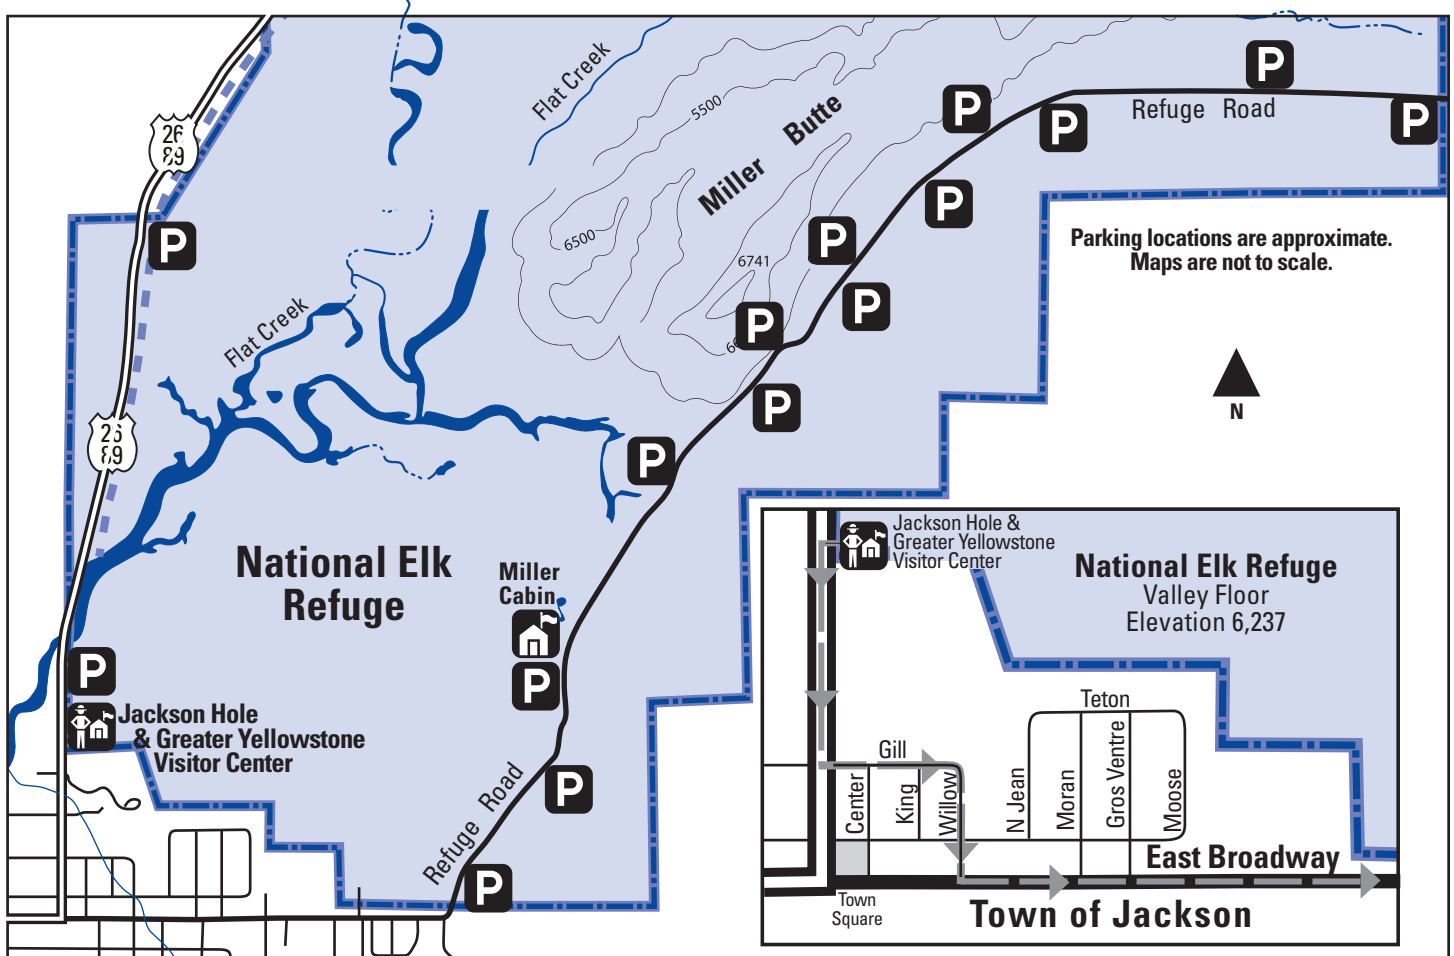 Flat Creek
5500
Miller Butte
P
P
P
Refuge Road
P
26
89
P
P
6500
6741
P
P
Parking locations are approximate.
Maps are not to scale.
P
P
Flat Creek
P
N
26
89
P
National Elk
Refuge
Miller
Cabin
P
P
Jackson Hole
& Greater Yellowstone
Visitor Center
Refuge Road
P
P
Jackson Hole &
Greater Yellowstone
Visitor Center
National Elk Refuge
Valley Floor
Elevation 6,237
Teton
Gill
Center
King
Willow
N Jean
Moran
Gros Ventre
Moose
East Broadway
Town
Square
Town of Jackson